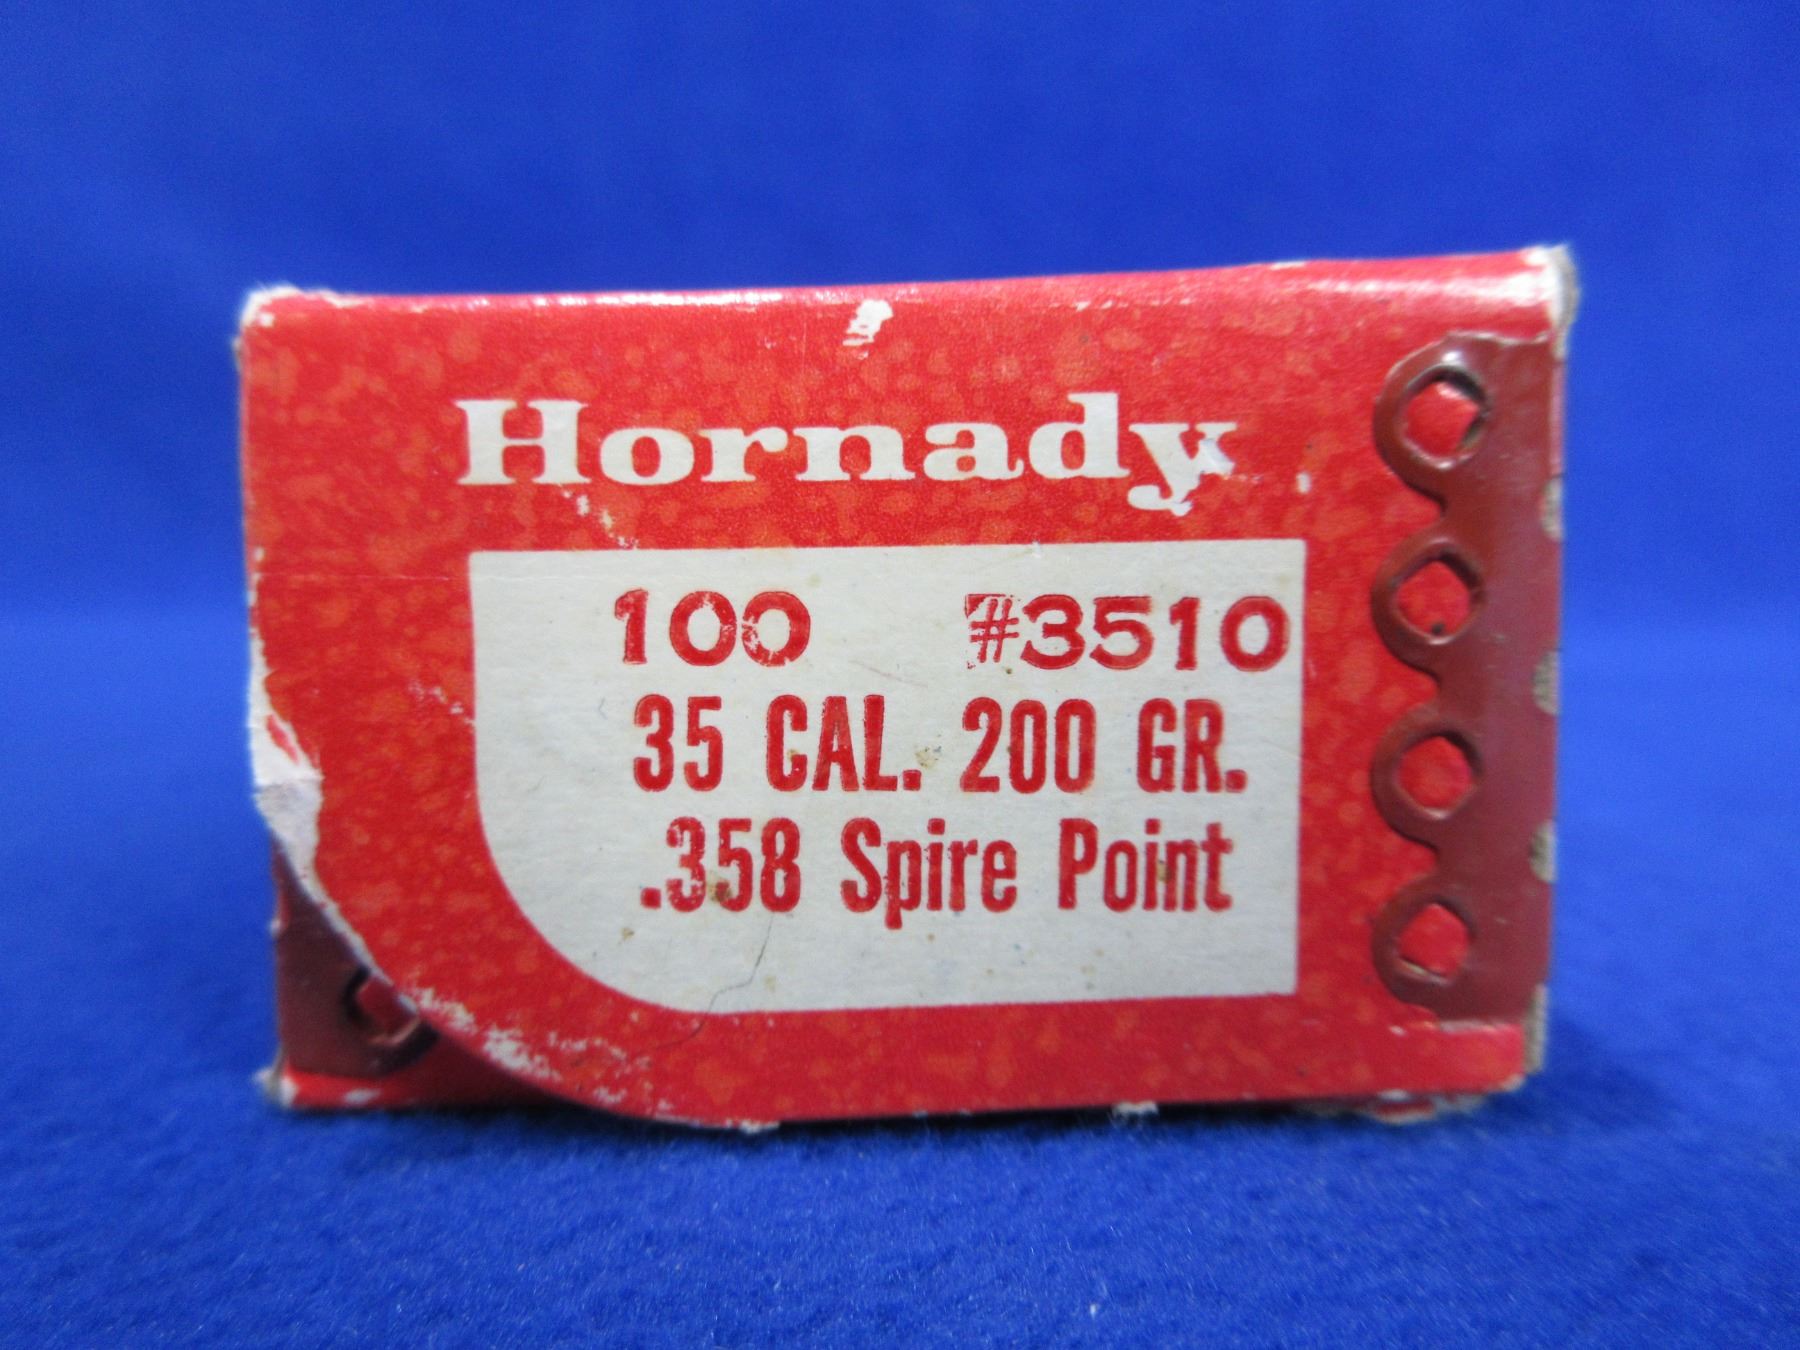 Hornady
100 #3510
35 CAL. 200 GR.
.358 Spire Point